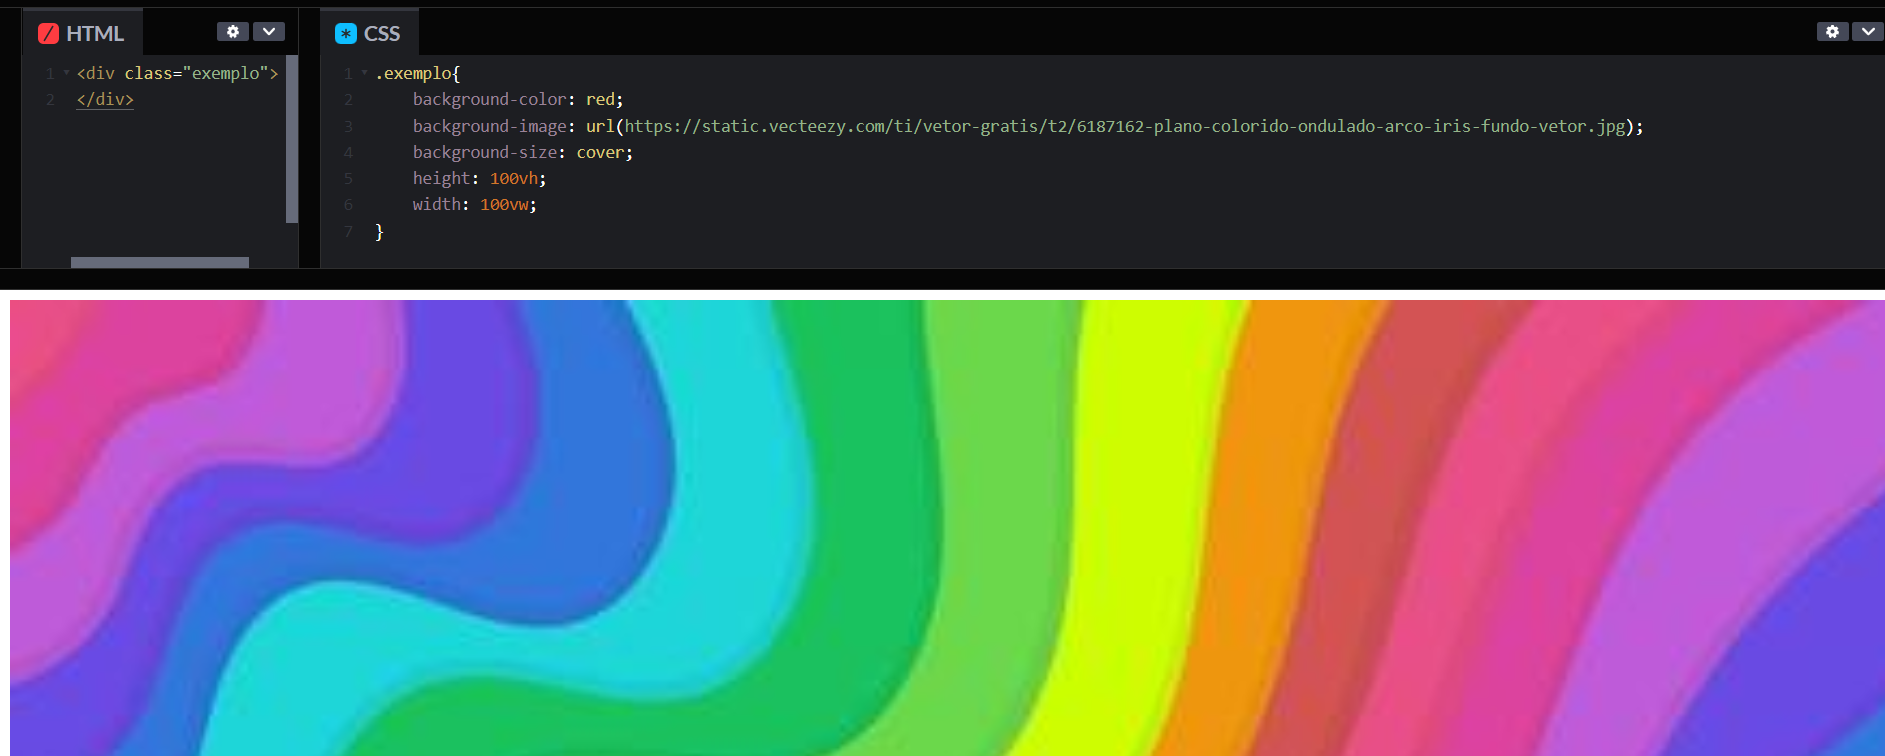 HTML
1 <div class="exemplo">
2 </div>
CSS
1 .exemplo{
2 background-color: red;
3 background-image: url(https://static.vecteezy.com/ti/vetor-gratis/t2/6187162-plano-colorido-ondulado-arco-iris-fundo-vetor.jpg);
4 background-size: cover;
5 height: 100vh;
6 width: 100vw;
7 }